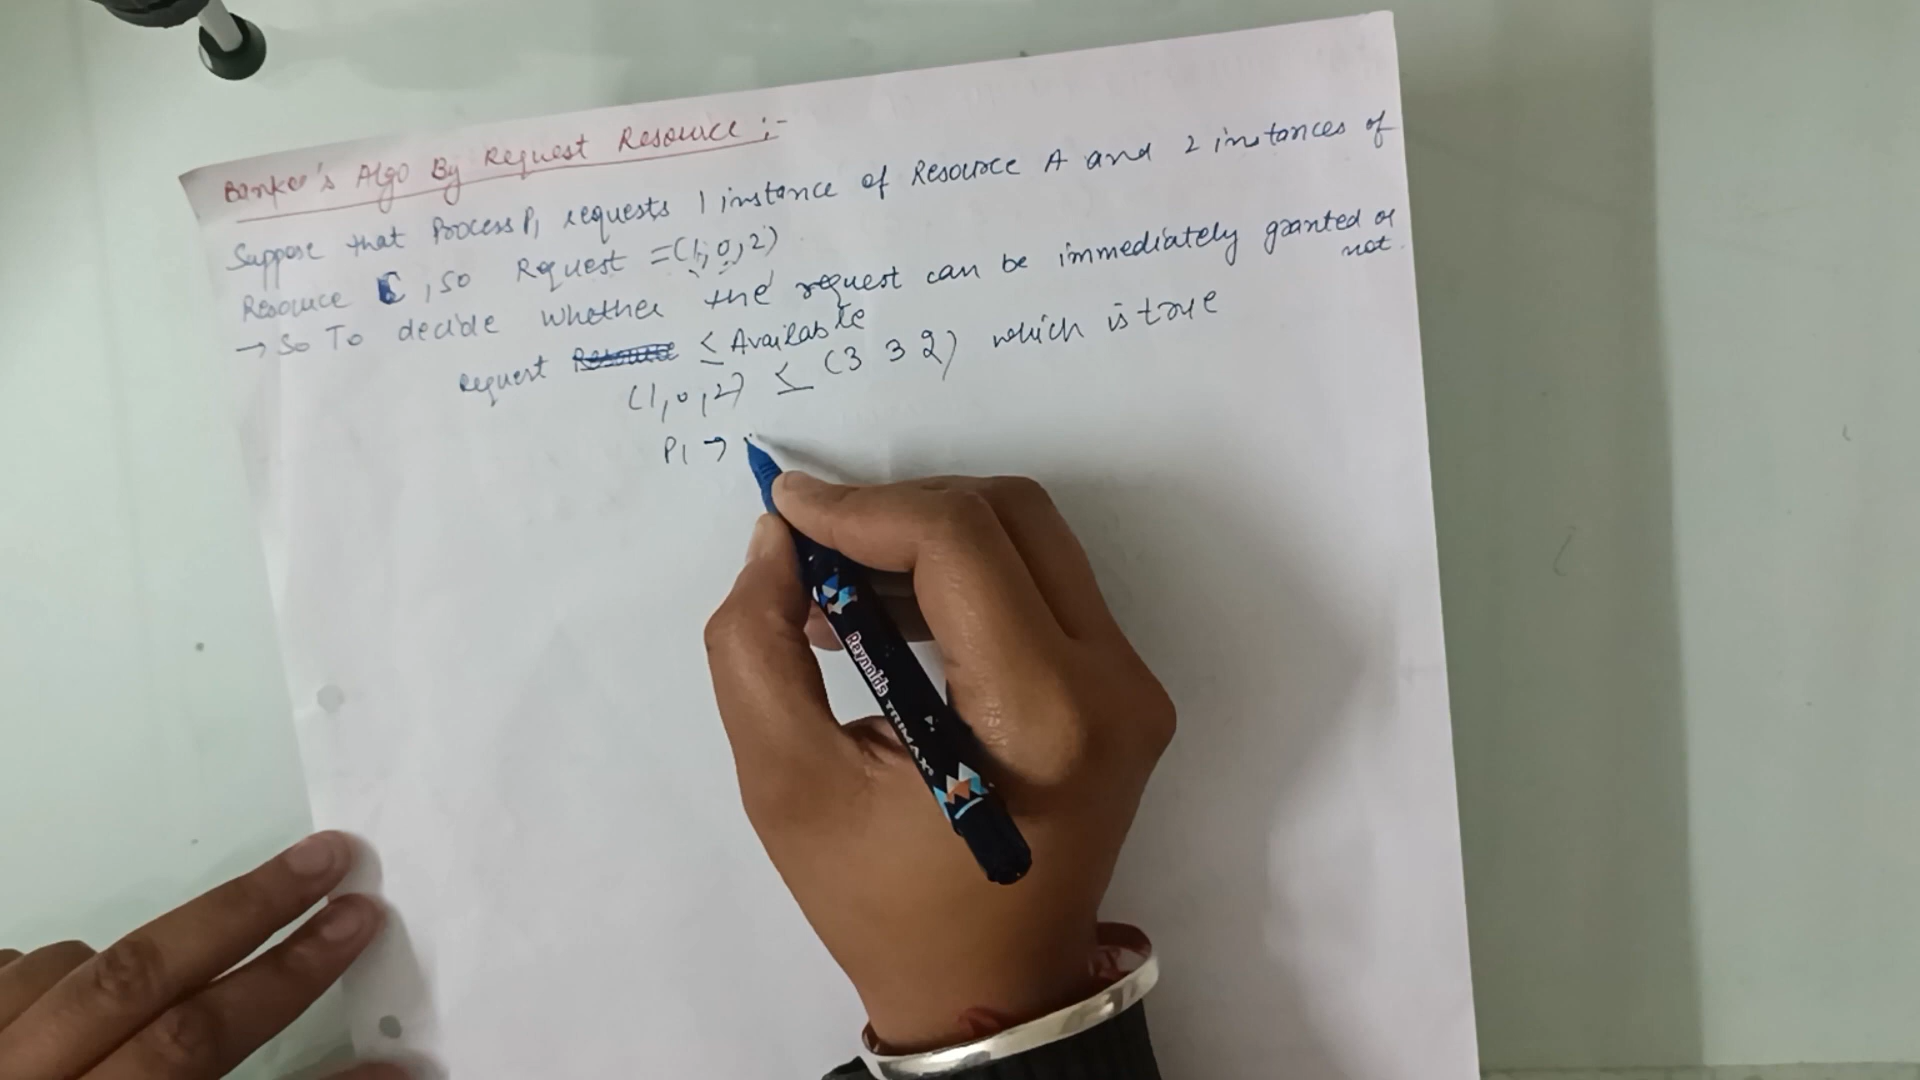 Banker's Algo By Request Resource :-
Suppose that Process P1 requests 1 instance of Resource A and 2 instances of
Resource C, so Request = (1, 0, 2)
→ So To decide whether the request can be immediately granted or
not.
request ≤ Available
(1, 0, 2) ≤ (3 3 2) which is true
P1 →
Reynolds TRIMAX